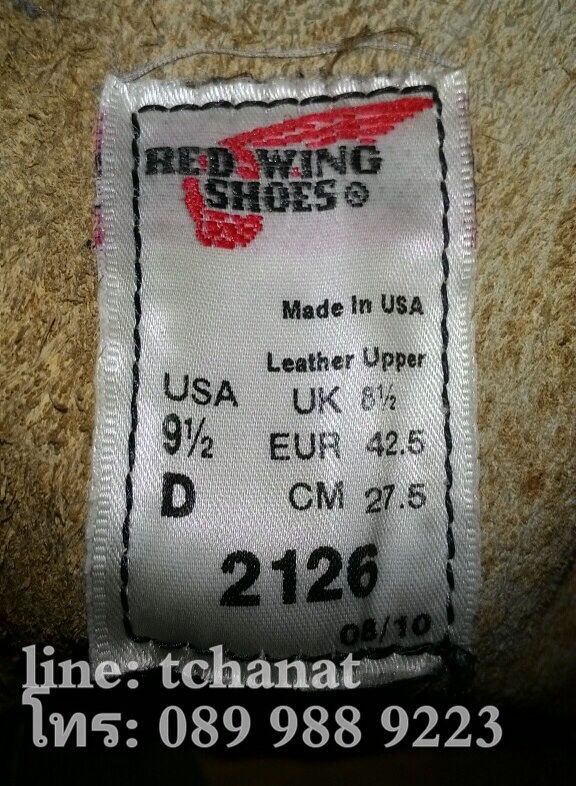 RED WING
SHOES ®
Made In USA
Leather Upper
USA UK 8½
9½ EUR 42.5
D CM 27.5
2126
08/10
line: tchanat
โทร: 089 988 9223